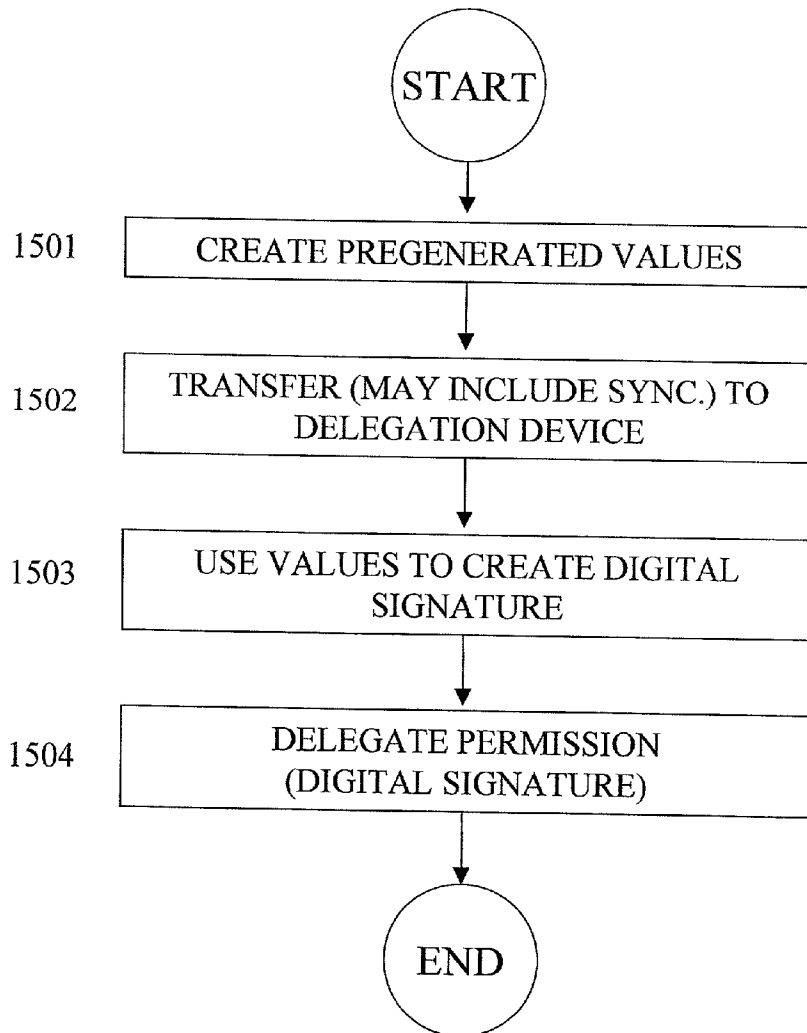 START
1501
CREATE PREGENERATED VALUES
1502
TRANSFER (MAY INCLUDE SYNC.) TO
DELEGATION DEVICE
1503
USE VALUES TO CREATE DIGITAL
SIGNATURE
1504
DELEGATE PERMISSION
(DIGITAL SIGNATURE)
END